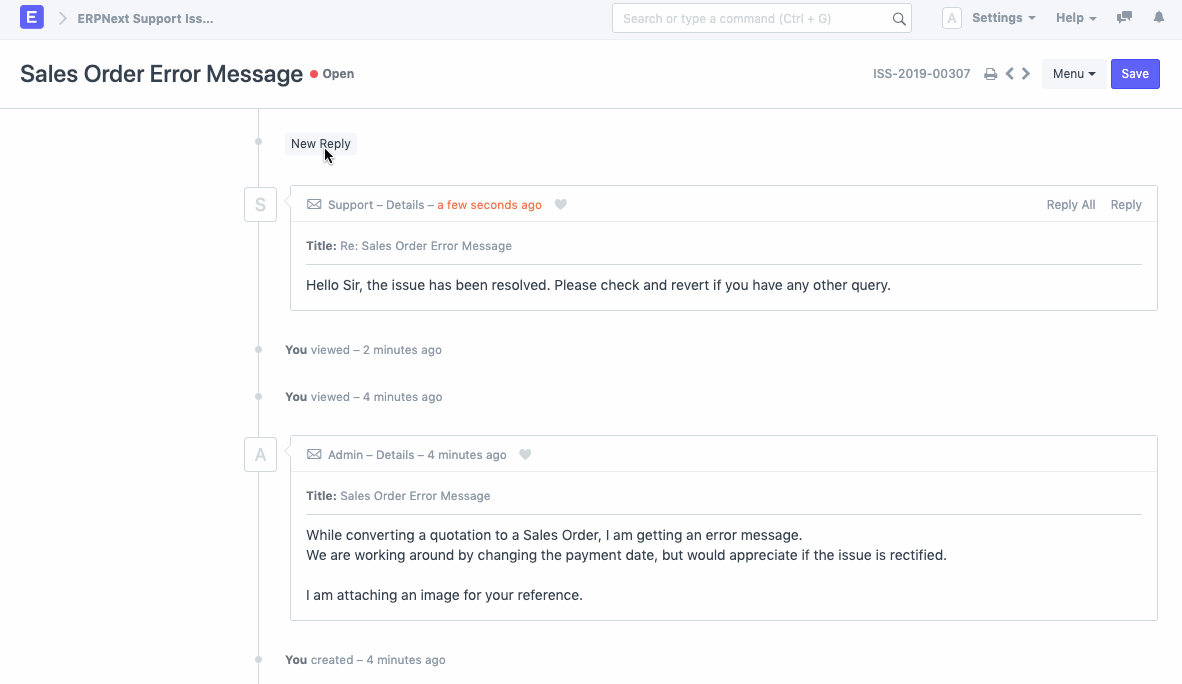 E ERPNext Support Iss... Search or type a command (Ctrl + G) A Settings Help
Sales Order Error Message Open ISS-2019-00307 Menu Save
New Reply
S Support – Details – a few seconds ago Reply All Reply
Title: Re: Sales Order Error Message
Hello Sir, the issue has been resolved. Please check and revert if you have any other query.
You viewed – 2 minutes ago
You viewed – 4 minutes ago
A Admin – Details – 4 minutes ago
Title: Sales Order Error Message
While converting a quotation to a Sales Order, I am getting an error message.
We are working around by changing the payment date, but would appreciate if the issue is rectified.
I am attaching an image for your reference.
You created – 4 minutes ago